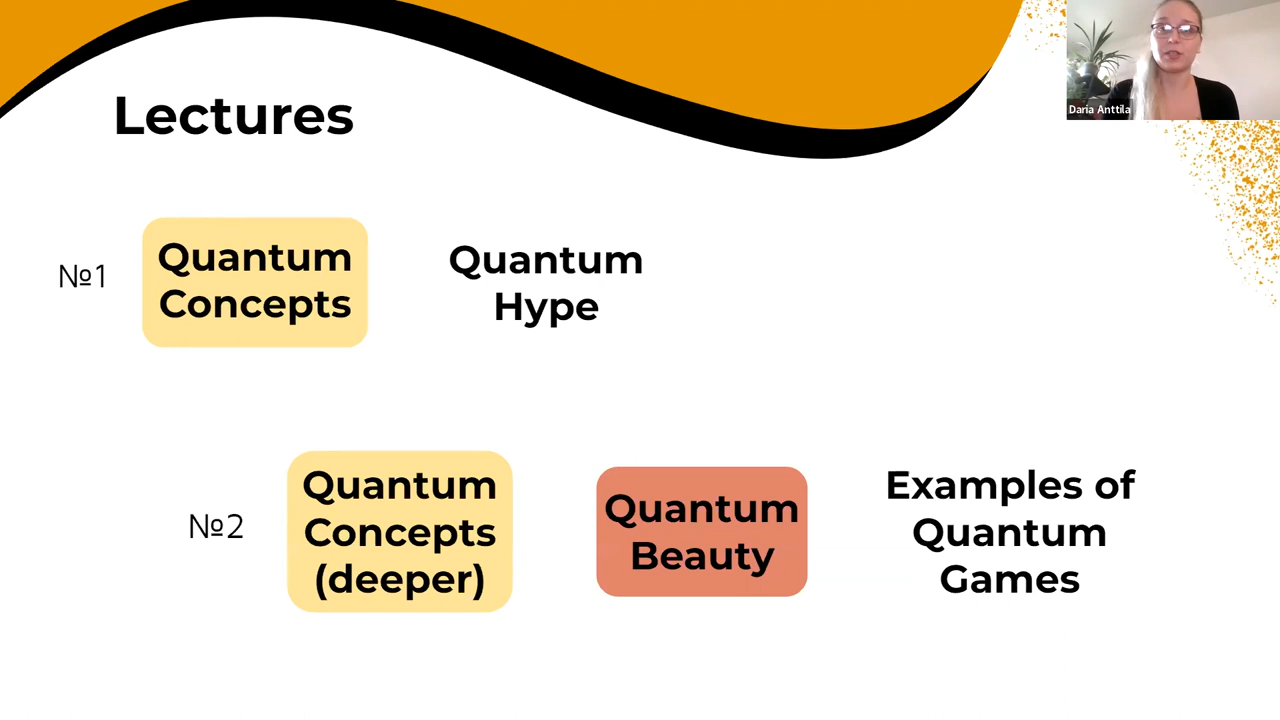 Daria Anttila
Lectures
№1
Quantum
Concepts
Quantum
Hype
№2
Quantum
Concepts
(deeper)
Quantum
Beauty
Examples of
Quantum
Games